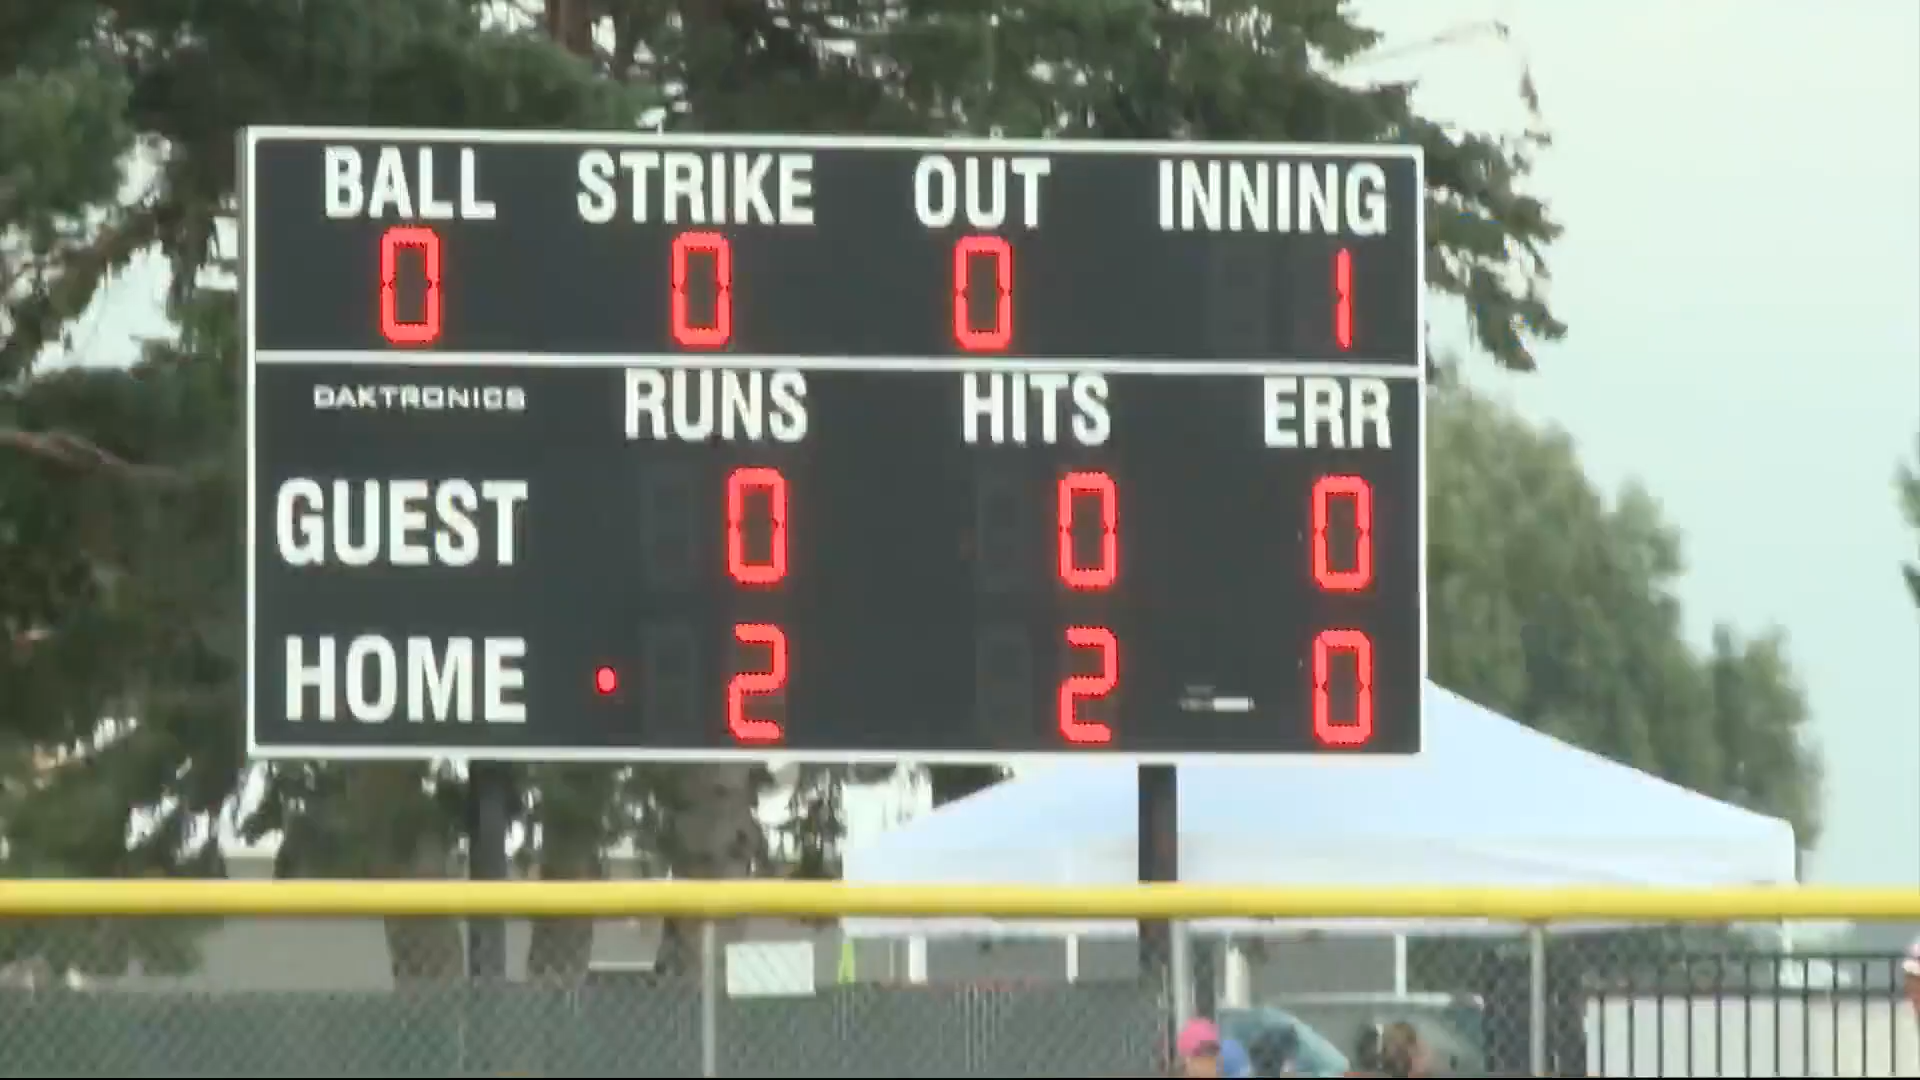 BALL STRIKE OUT INNING
0 0 0 1
DAKTRONICS RUNS HITS ERR
GUEST 0 0 0
HOME 2 2 0